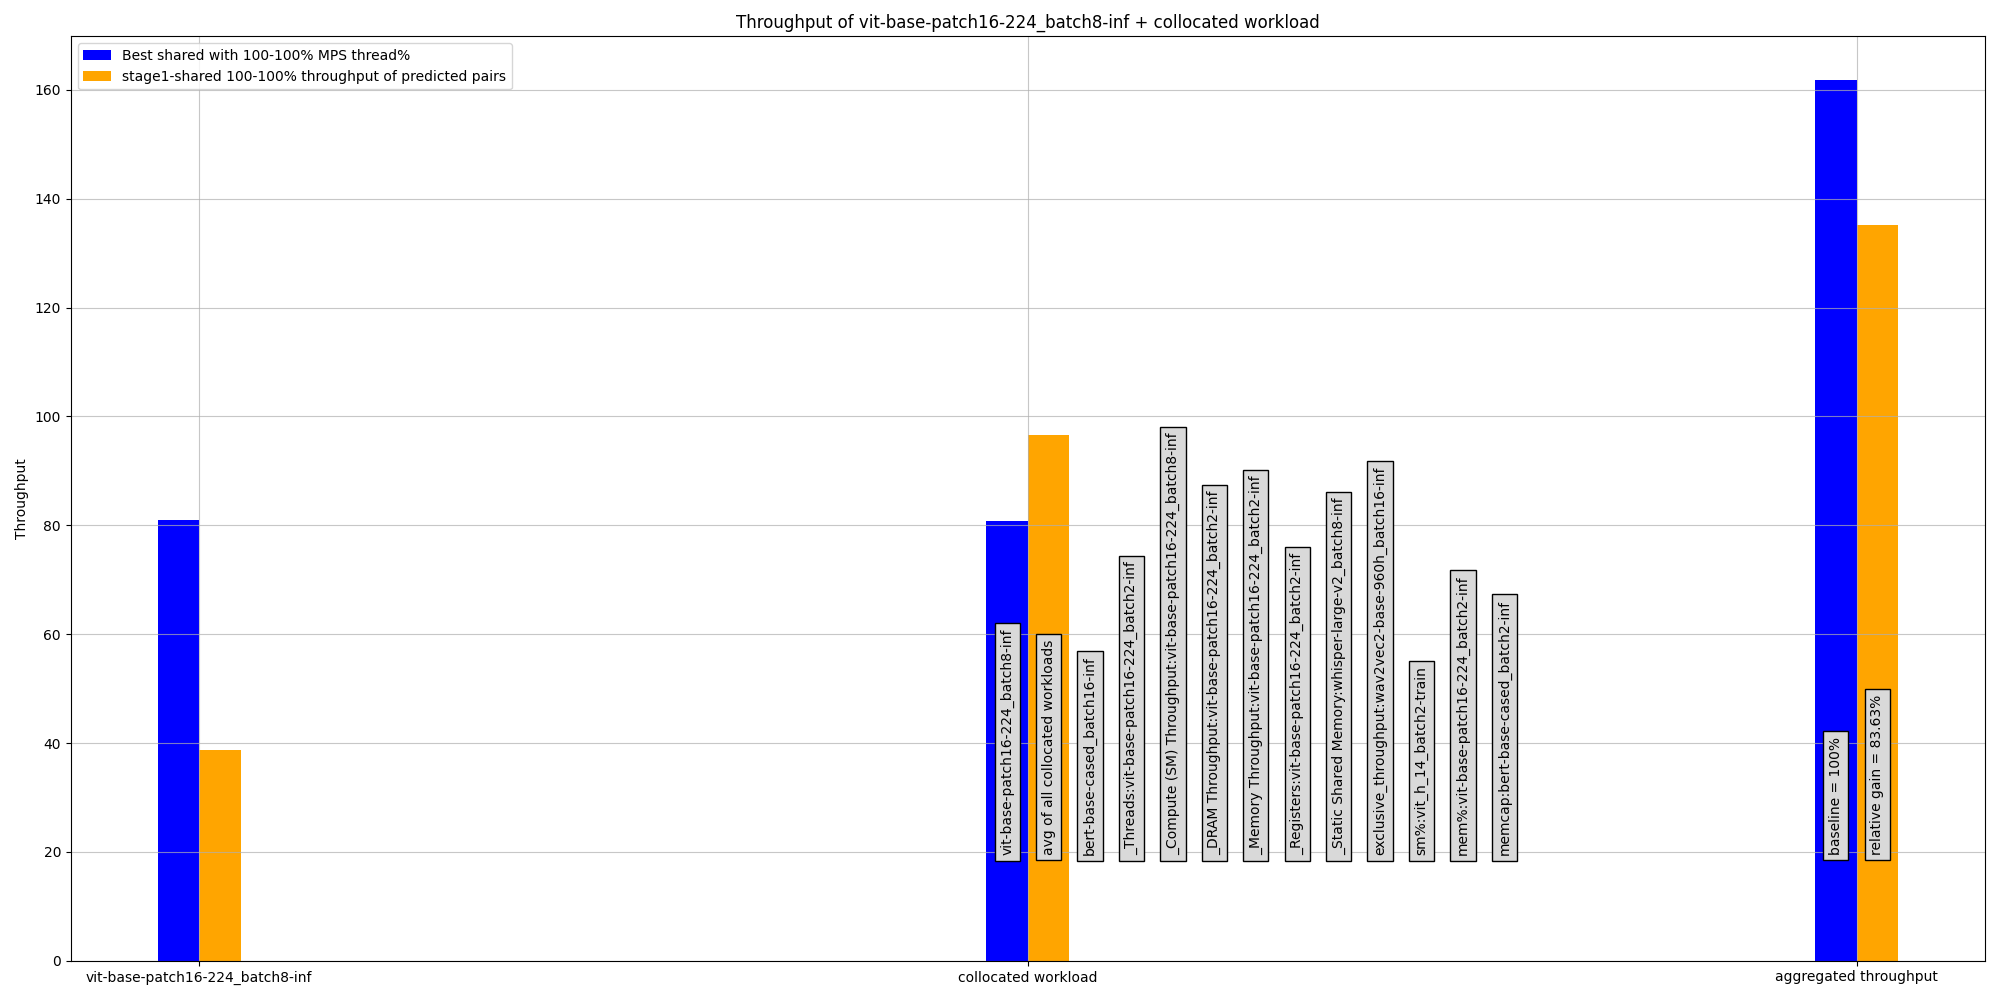 Throughput of vit-base-patch16-224_batch8-inf + collocated workload
Best shared with 100-100% MPS thread%
stage1-shared 100-100% throughput of predicted pairs
Throughput
160
140
120
100
80
60
40
20
0
vit-base-patch16-224_batch8-inf
avg of all collocated workloads
bert-base-cased_batch16-inf
_Threads:vit-base-patch16-224_batch2-inf
_Compute (SM) Throughput:vit-base-patch16-224_batch8-inf
_DRAM Throughput:vit-base-patch16-224_batch2-inf
_Memory Throughput:vit-base-patch16-224_batch2-inf
_Registers:vit-base-patch16-224_batch2-inf
_Static Shared Memory:whisper-large-v2_batch8-inf
exclusive_throughput:wav2vec2-base-960h_batch16-inf
sm%:vit_h_14_batch2-train
mem%:vit-base-patch16-224_batch2-inf
memcap:bert-base-cased_batch2-inf
baseline = 100%
relative gain = 83.63%
vit-base-patch16-224_batch8-inf
collocated workload
aggregated throughput